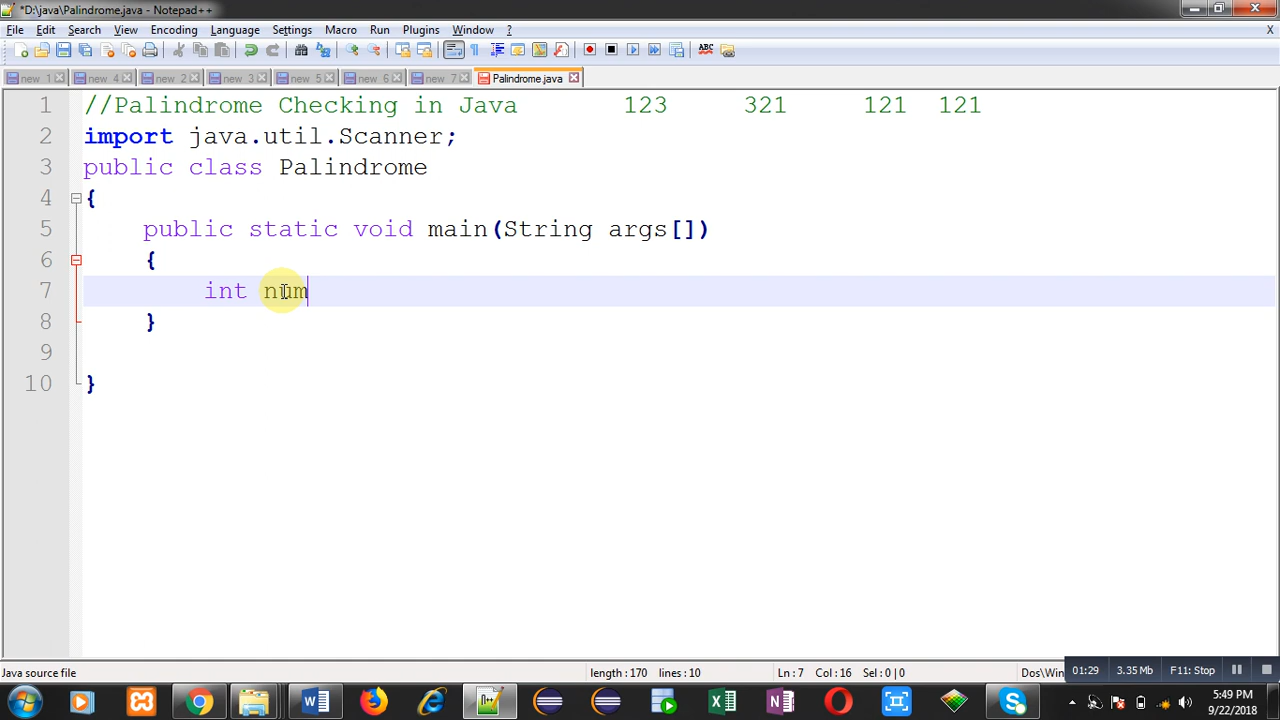 *D:\java\Palindrome.java - Notepad++
File Edit Search View Encoding Language Settings Macro Run Plugins Window ? X
new 1 new 4 new 2 new 3 new 5 new 6 new 7 Palindrome.java
1 //Palindrome Checking in Java 123 321 121 121
2 import java.util.Scanner;
3 public class Palindrome
4 {
5 public static void main(String args[])
6 {
7 int num
8 }
9
10 }
Java source file length:170 lines:10 Ln:7 Col:16 Sel:0|0 Dos\Win 01:29 3.35 Mb F11: Stop
5:49 PM
9/22/2018